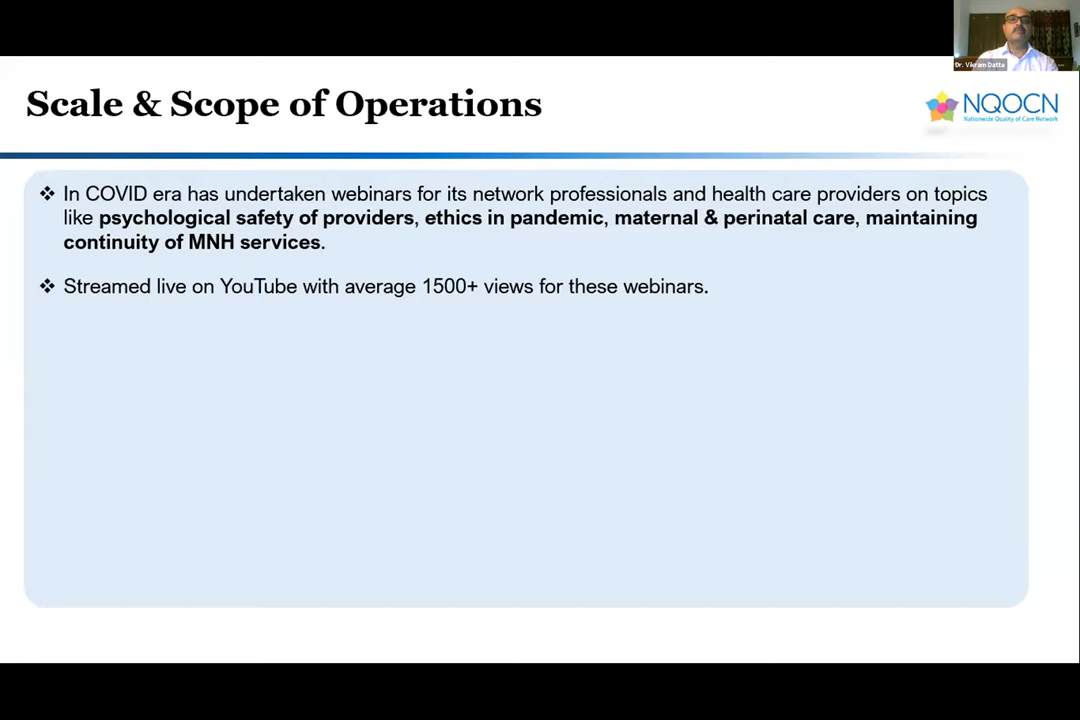 Dr. Vikram Datta
Scale & Scope of Operations
NQOCN
Nationwide Quality of Care Network
❖ In COVID era has undertaken webinars for its network professionals and health care providers on topics
like psychological safety of providers, ethics in pandemic, maternal & perinatal care, maintaining
continuity of MNH services.
❖ Streamed live on YouTube with average 1500+ views for these webinars.